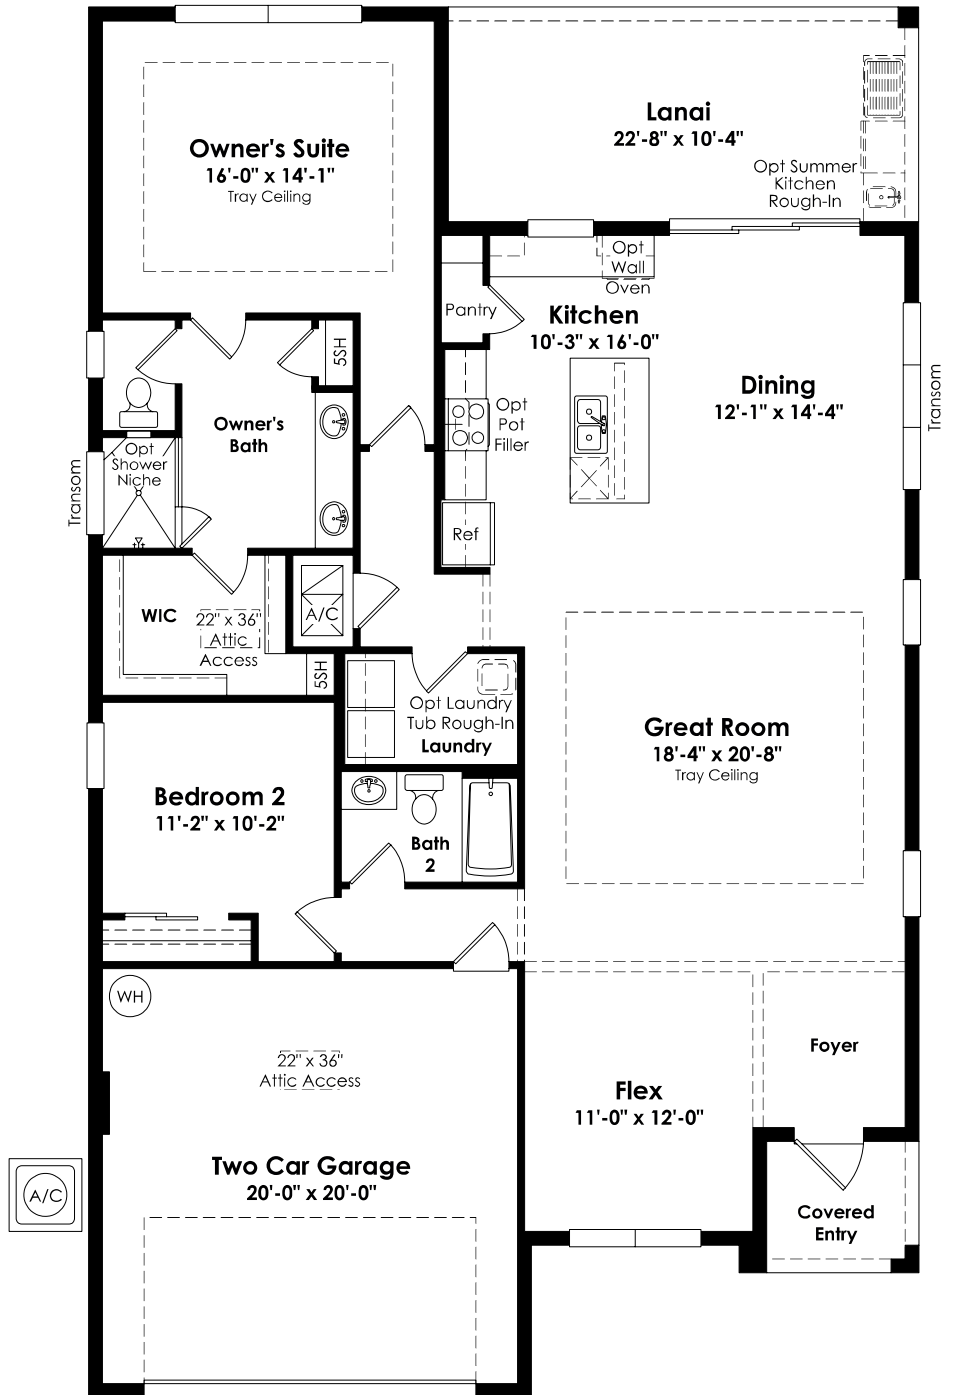 Lanai
22'-8" x 10'-4"
Opt Summer
Kitchen
Rough-In
Owner's Suite
16'-0" x 14'-1"
Tray Ceiling
Opt
Wall
Oven
Pantry
Kitchen
10'-3" x 16'-0"
5SH
Dining
12'-1" x 14'-4"
Transom
Opt
Pot
Filler
Owner's
Bath
Opt
Shower
Niche
Transom
Ref
WIC
22" x 36"
Attic
Access
A/C
5SH
Opt Laundry
Tub Rough-In
Laundry
Great Room
18'-4" x 20'-8"
Tray Ceiling
Bedroom 2
11'-2" x 10'-2"
Bath
2
WH
22" x 36"
Attic Access
Foyer
Flex
11'-0" x 12'-0"
Two Car Garage
20'-0" x 20'-0"
A/C
Covered
Entry